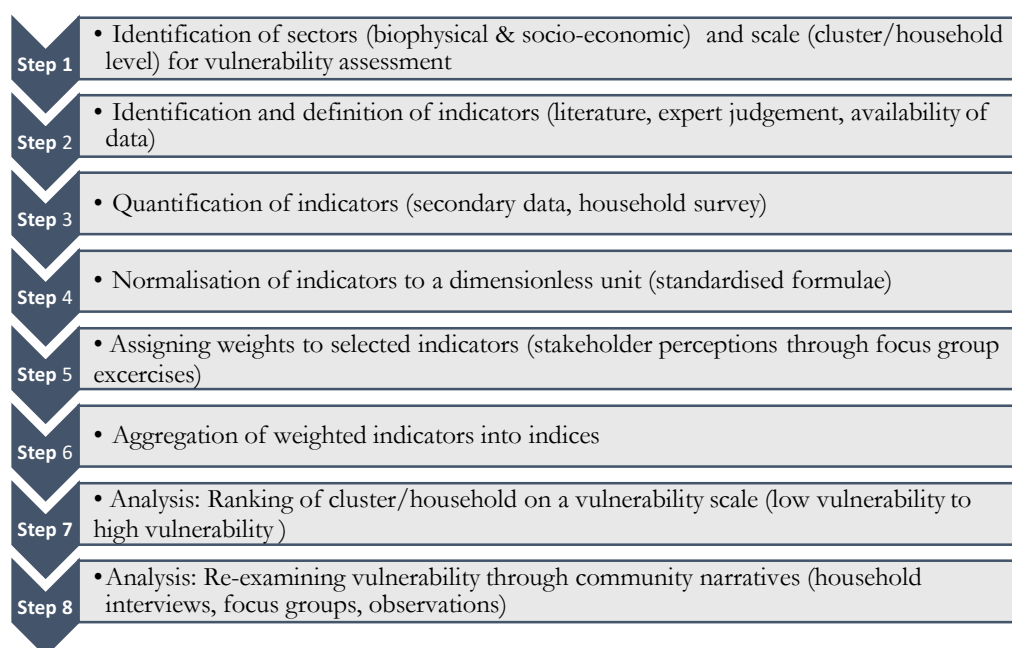 Step 1
• Identification of sectors (biophysical & socio-economic) and scale (cluster/household
level) for vulnerability assessment
Step 2
• Identification and definition of indicators (literature, expert judgement, availability of
data)
Step 3
• Quantification of indicators (secondary data, household survey)
Step 4
• Normalisation of indicators to a dimensionless unit (standardised formulae)
Step 5
• Assigning weights to selected indicators (stakeholder perceptions through focus group
excercises)
Step 6
• Aggregation of weighted indicators into indices
Step 7
• Analysis: Ranking of cluster/household on a vulnerability scale (low vulnerability to
high vulnerability )
Step 8
• Analysis: Re-examining vulnerability through community narratives (household
interviews, focus groups, observations)